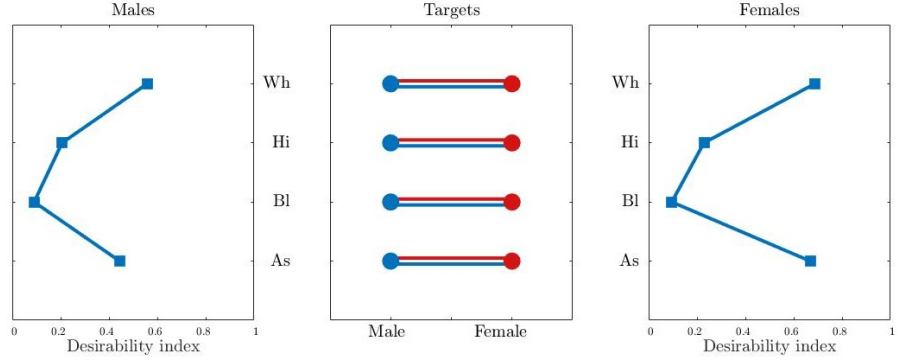 Males
Targets
Females
Wh
Hi
Bl
As
Wh
Hi
Bl
As
0 0.2 0.4 0.6 0.8 1
Desirability index
Male Female
0 0.2 0.4 0.6 0.8 1
Desirability index